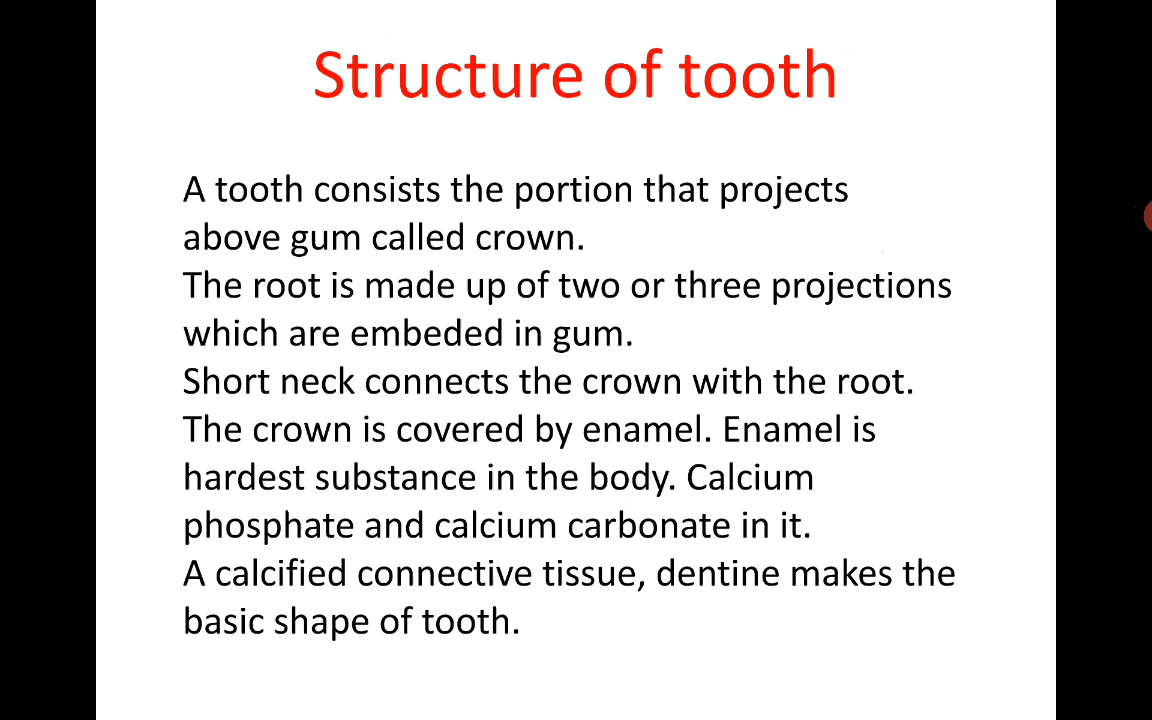 Structure of tooth
A tooth consists the portion that projects
above gum called crown.
The root is made up of two or three projections
which are embeded in gum.
Short neck connects the crown with the root.
The crown is covered by enamel. Enamel is
hardest substance in the body. Calcium
phosphate and calcium carbonate in it.
A calcified connective tissue, dentine makes the
basic shape of tooth.